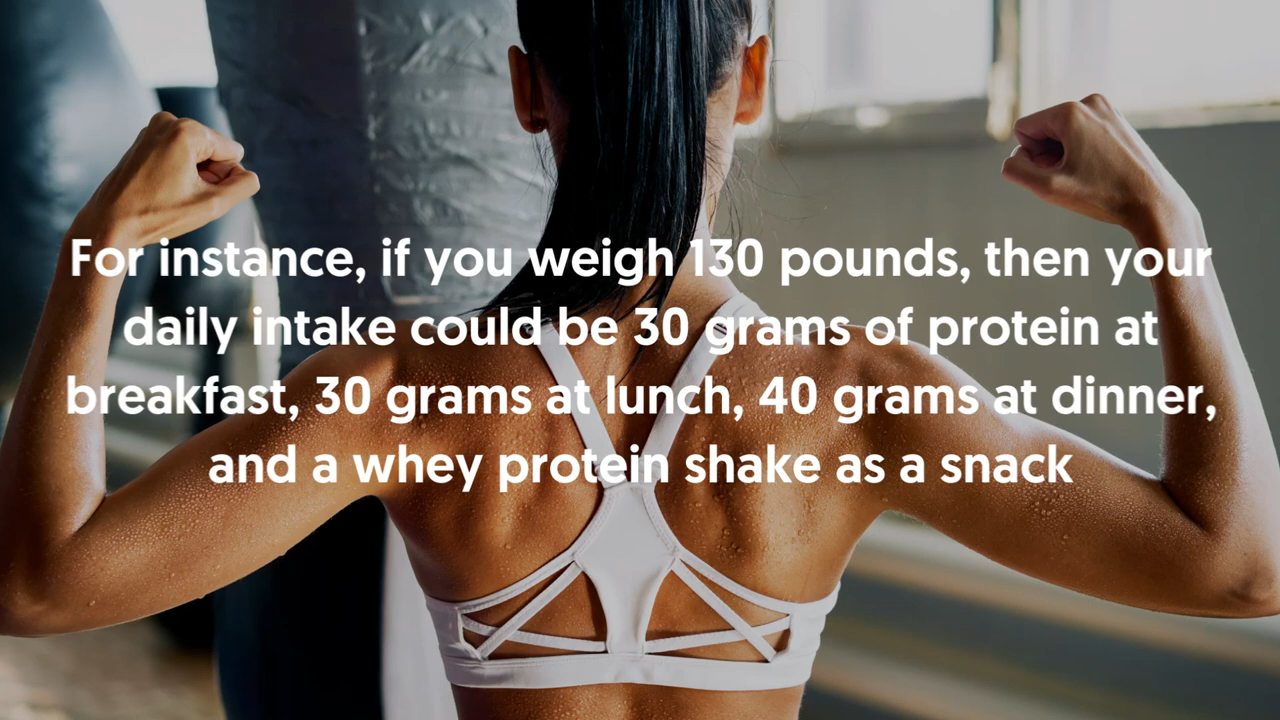 For instance, if you weigh 130 pounds, then your
daily intake could be 30 grams of protein at
breakfast, 30 grams at lunch, 40 grams at dinner,
and a whey protein shake as a snack